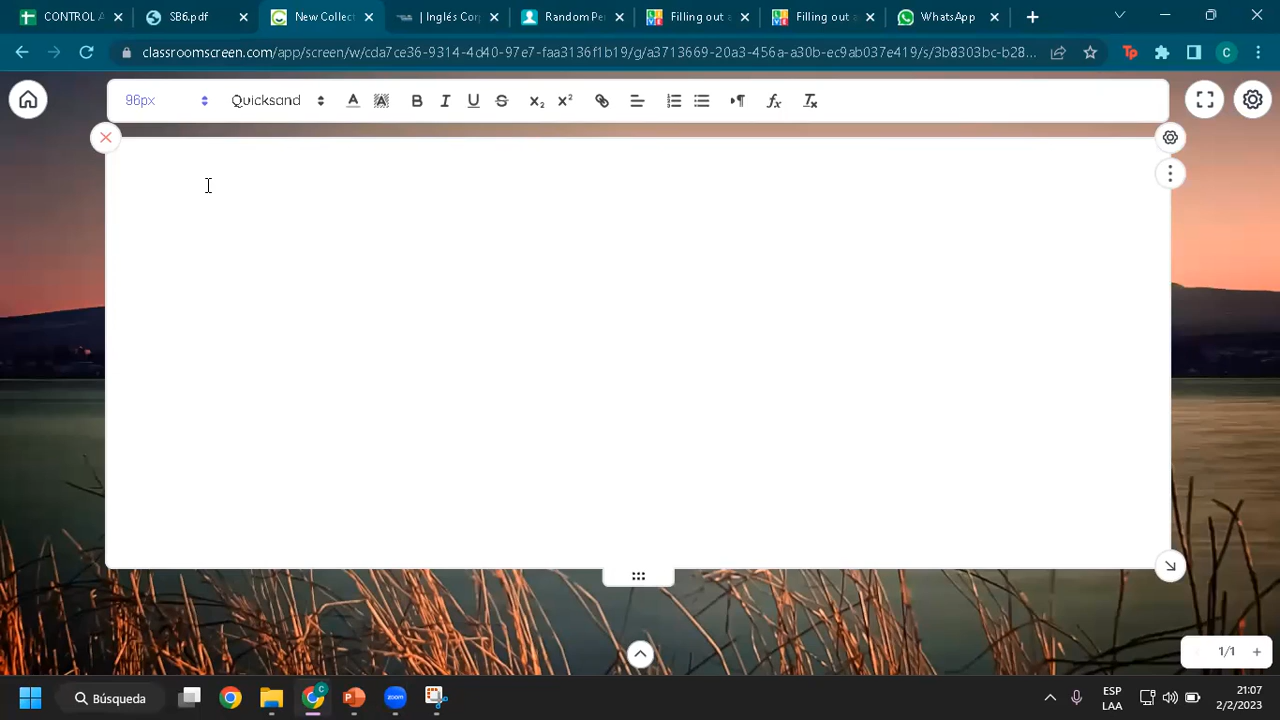 CONTROL A
SB6.pdf
New Collect
| Inglés Cor
Random Pe
Filling out a
Filling out a
WhatsApp
classroomscreen.com/app/screen/w/cda7ce36-9314-4d40-97e7-faa3136f1b19/g/a3713669-20a3-456a-a30b-ec9ab037e419/s/3b8303bc-b28...
C
96px
Quicksand
1/1
Búsqueda
ESP
LAA
21:07
2/2/2023